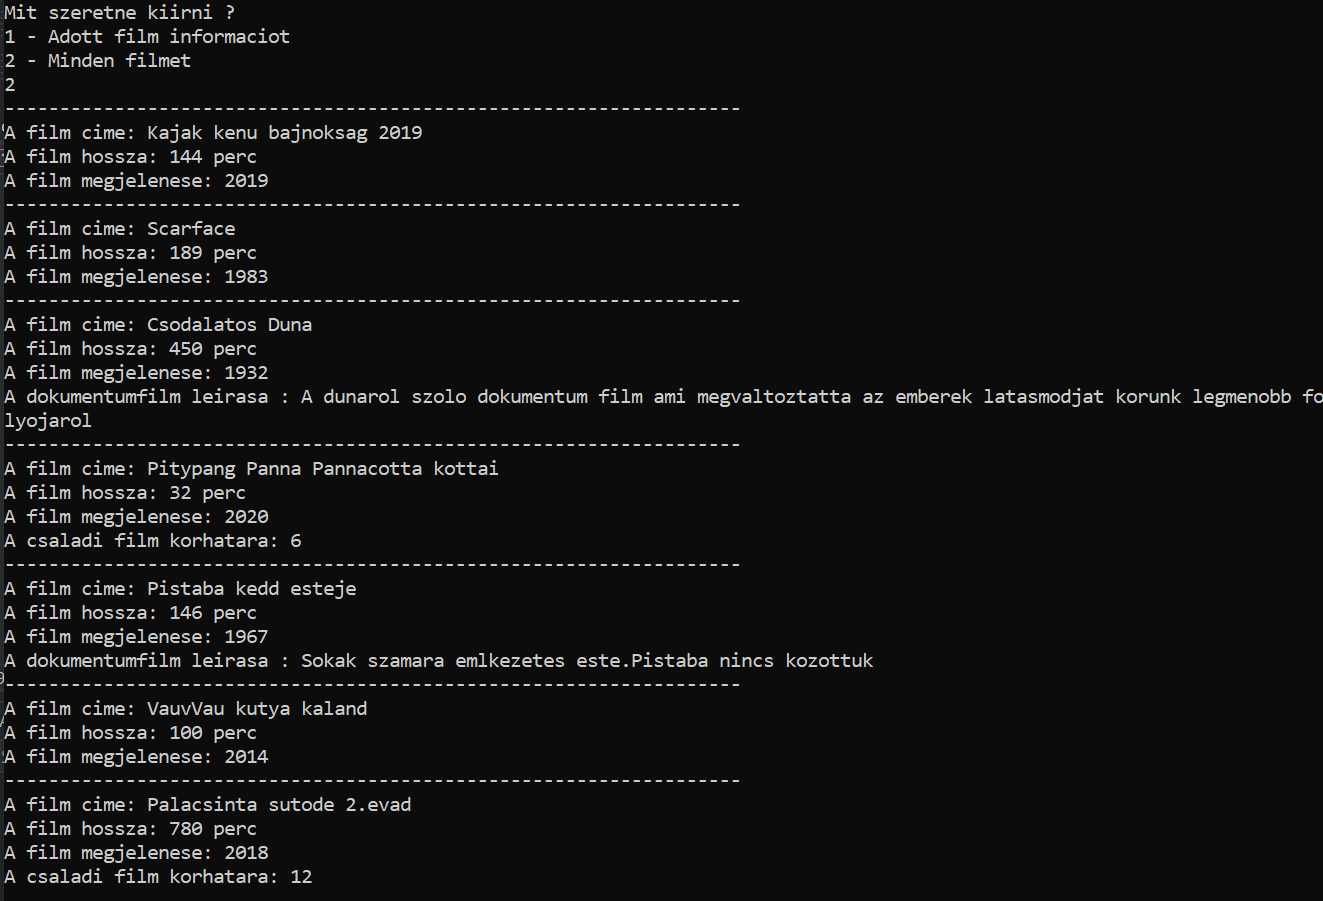 Mit szeretne kiirni ?
1 - Adott film informaciot
2 - Minden filmet
2
-------------------------------------------------------------------
A film cime: Kajak kenu bajnoksag 2019
A film hossza: 144 perc
A film megjelenese: 2019
-------------------------------------------------------------------
A film cime: Scarface
A film hossza: 189 perc
A film megjelenese: 1983
-------------------------------------------------------------------
A film cime: Csodalatos Duna
A film hossza: 450 perc
A film megjelenese: 1932
A dokumentumfilm leirasa : A dunarol szolo dokumentum film ami megvaltoztatta az emberek latasmodjat korunk legmenobb fo
lyojarol
-------------------------------------------------------------------
A film cime: Pitypang Panna Pannacotta kottai
A film hossza: 32 perc
A film megjelenese: 2020
A csaladi film korhatara: 6
-------------------------------------------------------------------
A film cime: Pistaba kedd esteje
A film hossza: 146 perc
A film megjelenese: 1967
A dokumentumfilm leirasa : Sokak szamara emlkezetes este.Pistaba nincs kozottuk
-------------------------------------------------------------------
A film cime: VauvVau kutya kaland
A film hossza: 100 perc
A film megjelenese: 2014
-------------------------------------------------------------------
A film cime: Palacsinta sutode 2.evad
A film hossza: 780 perc
A film megjelenese: 2018
A csaladi film korhatara: 12